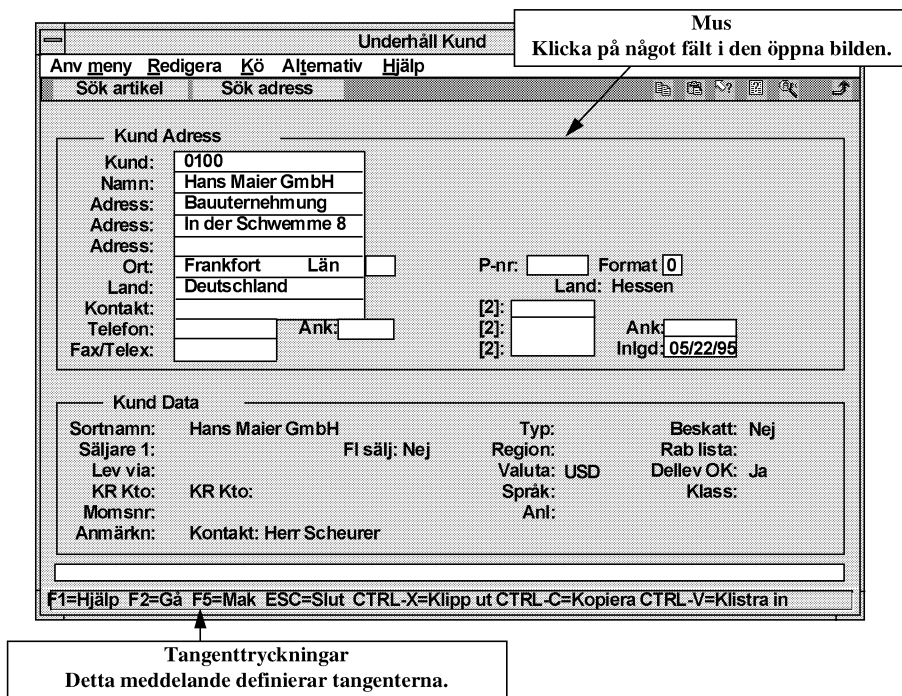 Mus
Klicka på något fält i den öppna bilden.
Underhåll Kund
Anv meny Redigera Kö Alternativ Hjälp
Sök artikel Sök adress
Kund Adress
Kund: 0100
Namn: Hans Maier GmbH
Adress: Bauuternehmung
Adress: In der Schwemme 8
Adress:
Ort: Frankfort Län P-nr: Format 0
Land: Deutschland Land: Hessen
Kontakt: [2]:
Telefon: Ank: [2]: Ank:
Fax/Telex: [2]: Inlgd: 05/22/95
Kund Data
Sortnamn: Hans Maier GmbH Typ: Beskatt: Nej
Säljare 1: Fl sälj: Nej Region: Rab lista:
Lev via: Valuta: USD Dellev OK: Ja
KR Kto: KR Kto: Språk: Klass:
Momsnr: Anl:
Anmärkn: Kontakt: Herr Scheurer
F1=Hjälp F2=Gå F5=Mak ESC=Slut CTRL-X=Klipp ut CTRL-C=Kopiera CTRL-V=Klistra in
Tangenttryckningar
Detta meddelande definierar tangenterna.